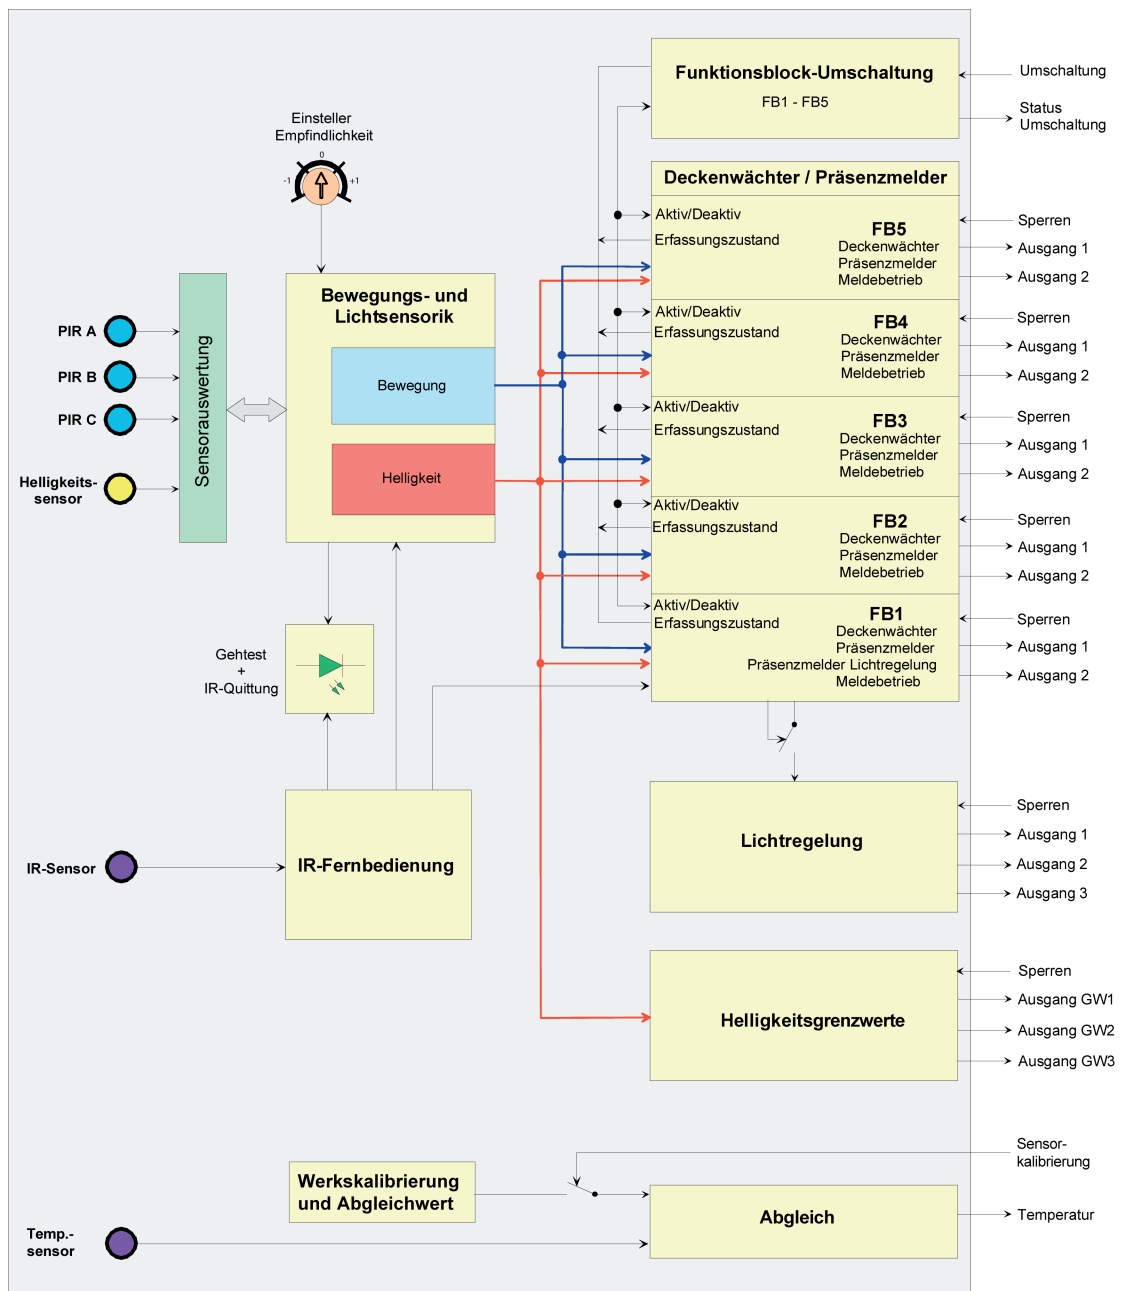 Funktionsblock-Umschaltung
FB1 - FB5
Umschaltung
Status
Umschaltung
Einsteller
Empfindlichkeit
0
-1
+1
Deckenwächter / Präsenzmelder
Aktiv/Deaktiv
Erfassungszustand
FB5
Deckenwächter
Präsenzmelder
Meldebetrieb
Sperren
Ausgang 1
Ausgang 2
Aktiv/Deaktiv
Erfassungszustand
FB4
Deckenwächter
Präsenzmelder
Meldebetrieb
Sperren
Ausgang 1
Ausgang 2
Aktiv/Deaktiv
Erfassungszustand
FB3
Deckenwächter
Präsenzmelder
Meldebetrieb
Sperren
Ausgang 1
Ausgang 2
Aktiv/Deaktiv
Erfassungszustand
FB2
Deckenwächter
Präsenzmelder
Meldebetrieb
Sperren
Ausgang 1
Ausgang 2
Aktiv/Deaktiv
Erfassungszustand
FB1
Deckenwächter
Präsenzmelder
Präsenzmelder Lichtregelung
Meldebetrieb
Sperren
Ausgang 1
Ausgang 2
PIR A
PIR B
PIR C
Helligkeits-
sensor
Sensorauswertung
Bewegungs- und
Lichtsensorik
Bewegung
Helligkeit
Gehtest
+
IR-Quittung
IR-Sensor
IR-Fernbedienung
Lichtregelung
Sperren
Ausgang 1
Ausgang 2
Ausgang 3
Helligkeitsgrenzwerte
Sperren
Ausgang GW1
Ausgang GW2
Ausgang GW3
Sensor-
kalibrierung
Werkskalibrierung
und Abgleichwert
Abgleich
Temperatur
Temp.-
sensor